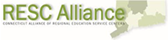 RESC Alliance
CONNECTICUT ALLIANCE OF REGIONAL EDUCATION SERVICE CENTERS